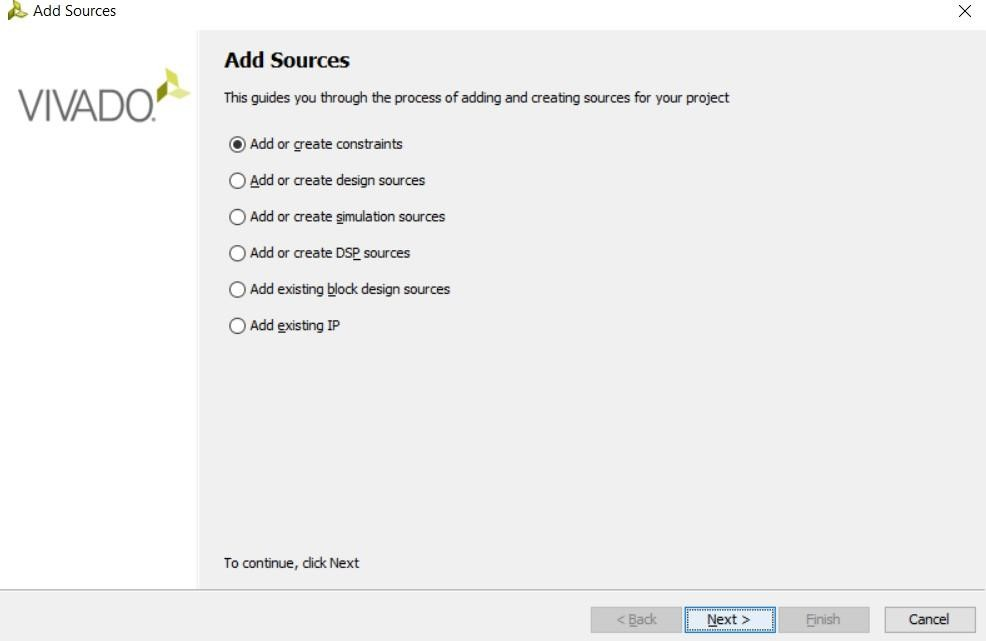 Add Sources
VIVADO.
Add Sources
This guides you through the process of adding and creating sources for your project
Add or create constraints
Add or create design sources
Add or create simulation sources
Add or create DSP sources
Add existing block design sources
Add existing IP
To continue, click Next
< Back
Next >
Finish
Cancel